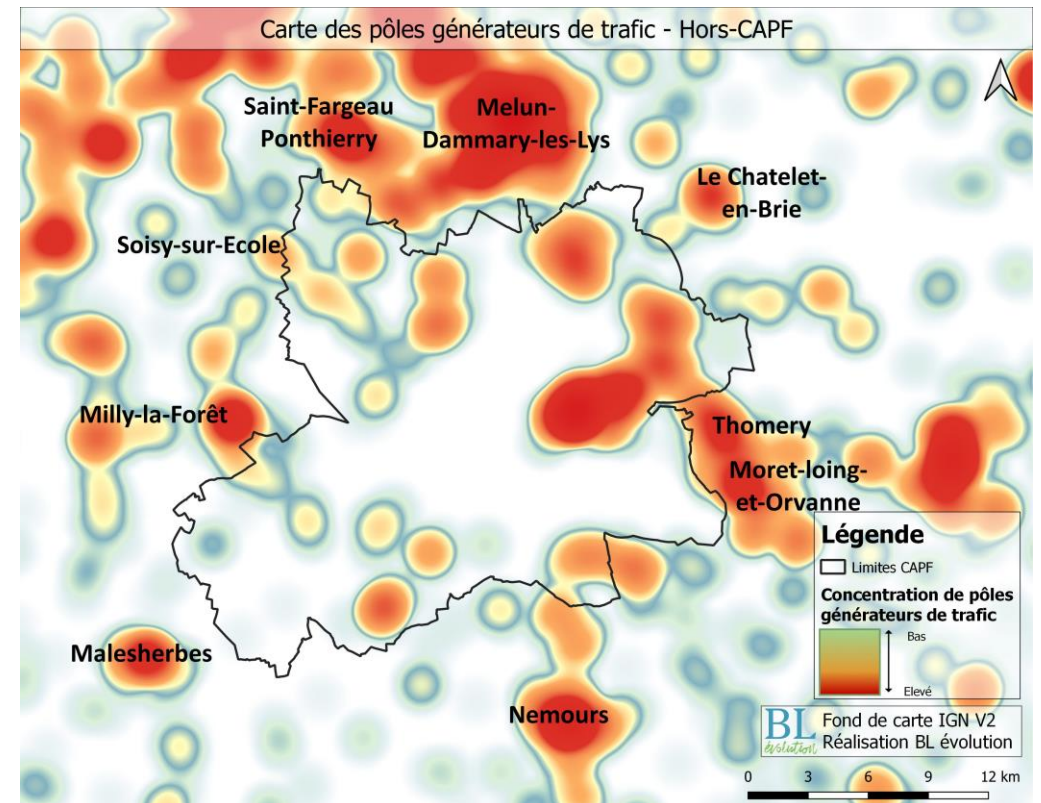 Carte des pôles générateurs de trafic - Hors-CAPF
Saint-Fargeau
Ponthierry
Melun-
Dammary-les-Lys
Le Chatelet-
en-Brie
Soisy-sur-Ecole
Milly-la-Forêt
Thomery
Moret-loing-
et-Orvanne
Malesherbes
Nemours
Légende
Limites CAPF
Concentration de pôles
générateurs de trafic
Bas
Elevé
BL
évolution
Fond de carte IGN V2
Réalisation BL évolution
0 3 6 9 12 km